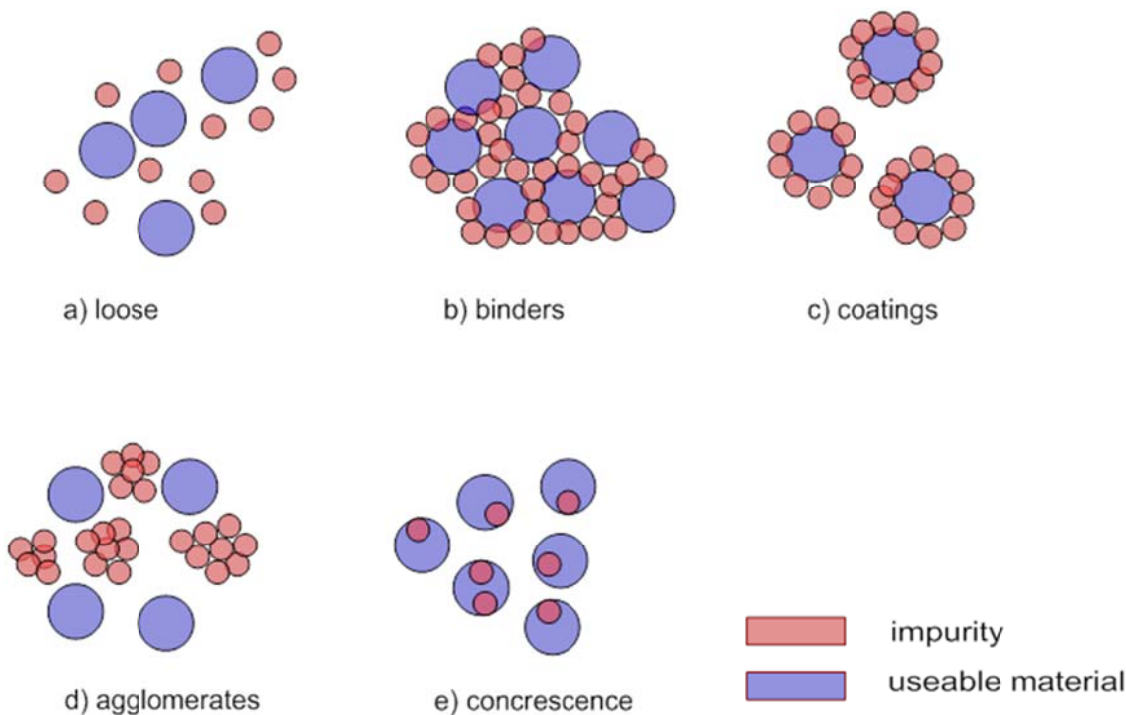 a) loose
b) binders
c) coatings
d) agglomerates
e) concrescence
impurity
useable material